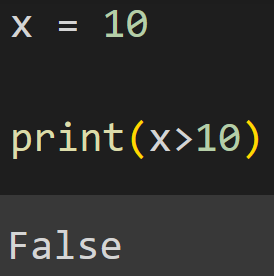 x = 10
print(x>10)
False